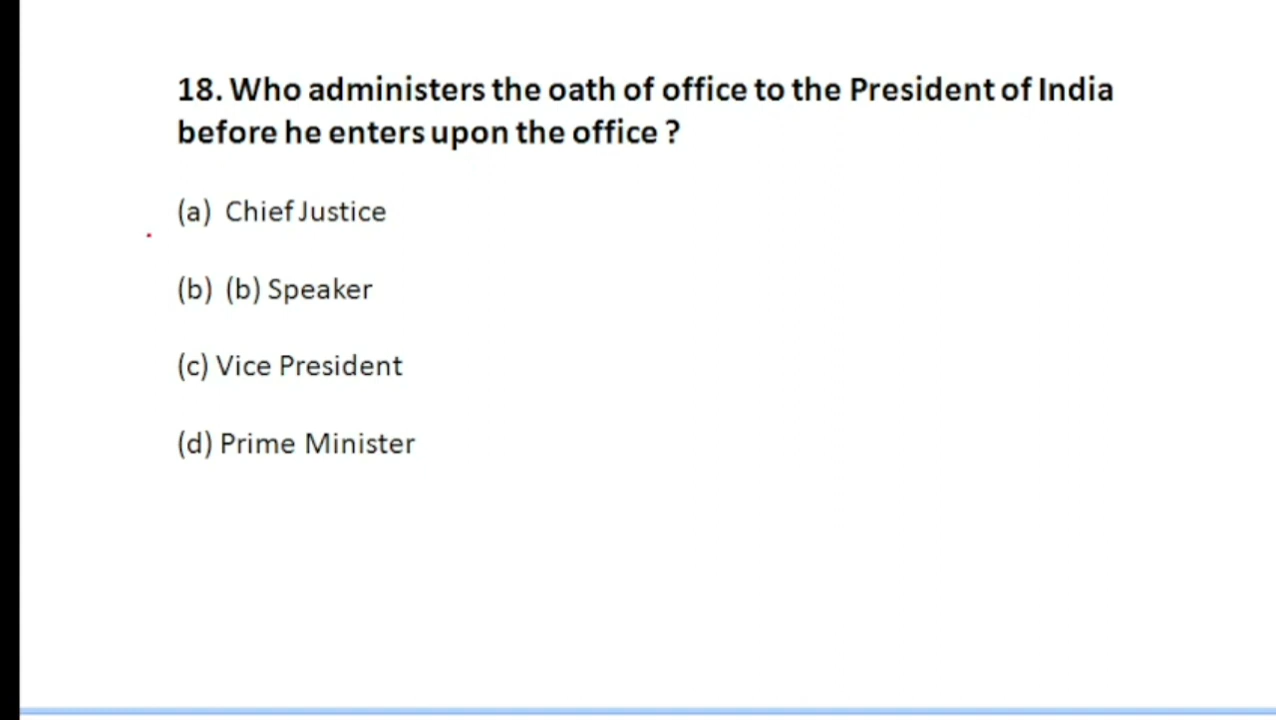 18. Who administers the oath of office to the President of India
before he enters upon the office ?
(a) Chief Justice
(b) (b) Speaker
(c) Vice President
(d) Prime Minister